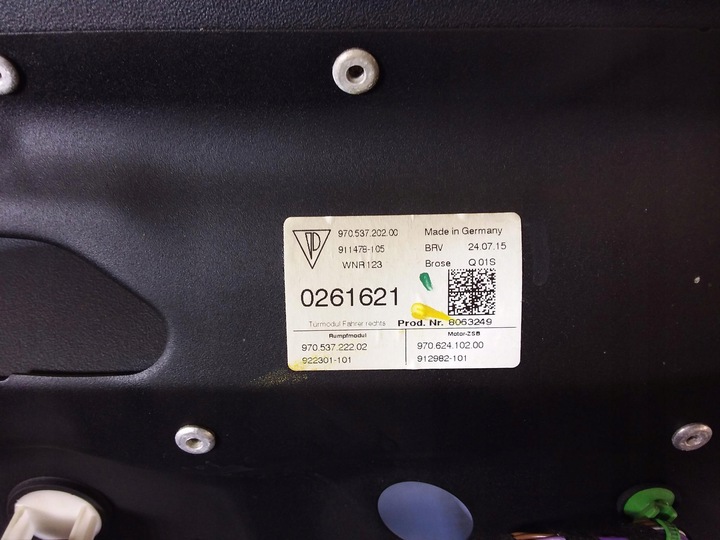 970.537.202.00 Made in Germany
911478-105 BRV 24.07.15
WNR123 Brose Q 01S
0261621
Türmodul Fahrer rechts Prod. Nr. 8063249
Rumpfmodul Motor-ZSB
970.537.222.02 970.624.102.00
922301-101 912982-101